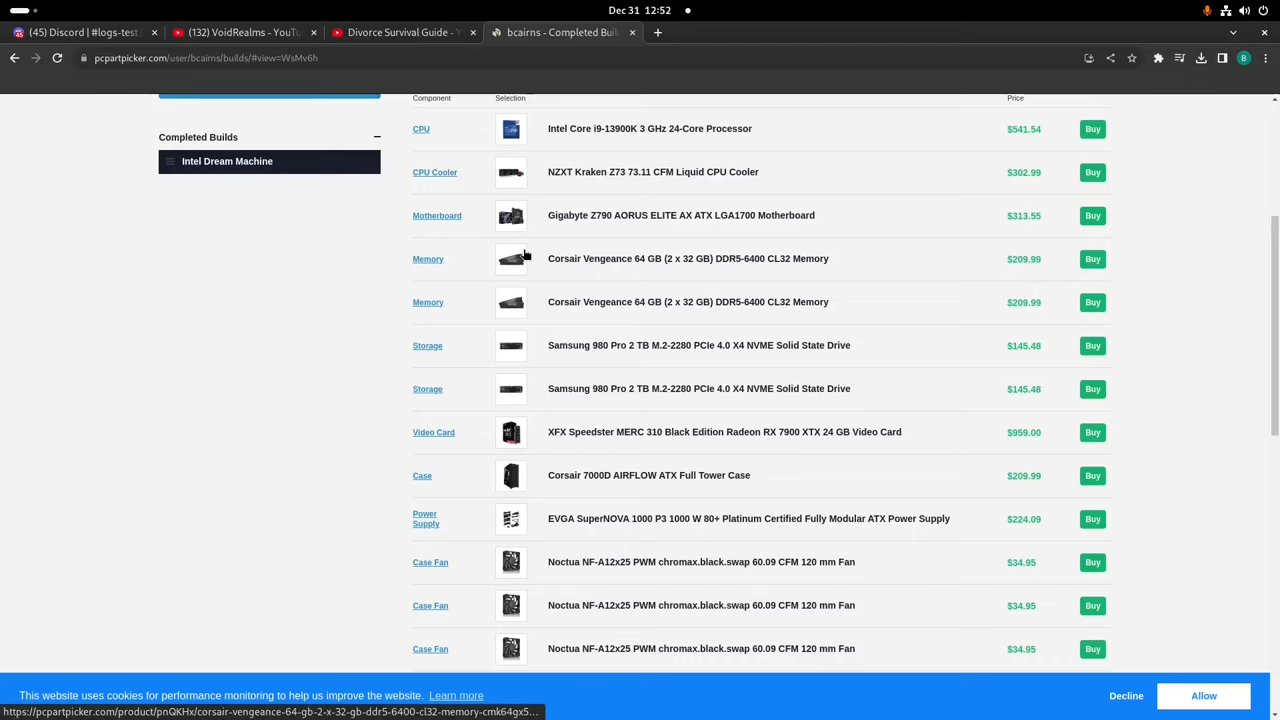 Dec 31 12:52
(45) Discord | #logs-test
(132) VoidRealms - YouTu
Divorce Survival Guide - Y
bcairns - Completed Buil
pcpartpicker.com/user/bcairns/builds/#view=WsMv6h
B
Component Selection Price
Completed Builds
Intel Dream Machine
CPU Intel Core i9-13900K 3 GHz 24-Core Processor $541.54 Buy
CPU Cooler NZXT Kraken Z73 73.11 CFM Liquid CPU Cooler $302.99 Buy
Motherboard Gigabyte Z790 AORUS ELITE AX ATX LGA1700 Motherboard $313.55 Buy
Memory Corsair Vengeance 64 GB (2 x 32 GB) DDR5-6400 CL32 Memory $209.99 Buy
Memory Corsair Vengeance 64 GB (2 x 32 GB) DDR5-6400 CL32 Memory $209.99 Buy
Storage Samsung 980 Pro 2 TB M.2-2280 PCIe 4.0 X4 NVME Solid State Drive $145.48 Buy
Storage Samsung 980 Pro 2 TB M.2-2280 PCIe 4.0 X4 NVME Solid State Drive $145.48 Buy
Video Card XFX Speedster MERC 310 Black Edition Radeon RX 7900 XTX 24 GB Video Card $959.00 Buy
Case Corsair 7000D AIRFLOW ATX Full Tower Case $209.99 Buy
Power Supply EVGA SuperNOVA 1000 P3 1000 W 80+ Platinum Certified Fully Modular ATX Power Supply $224.09 Buy
Case Fan Noctua NF-A12x25 PWM chromax.black.swap 60.09 CFM 120 mm Fan $34.95 Buy
Case Fan Noctua NF-A12x25 PWM chromax.black.swap 60.09 CFM 120 mm Fan $34.95 Buy
Case Fan Noctua NF-A12x25 PWM chromax.black.swap 60.09 CFM 120 mm Fan $34.95 Buy
This website uses cookies for performance monitoring to help us improve the website. Learn more Decline Allow
https://pcpartpicker.com/product/pnQKHx/corsair-vengeance-64-gb-2-x-32-gb-ddr5-6400-cl32-memory-cmk64gx5...